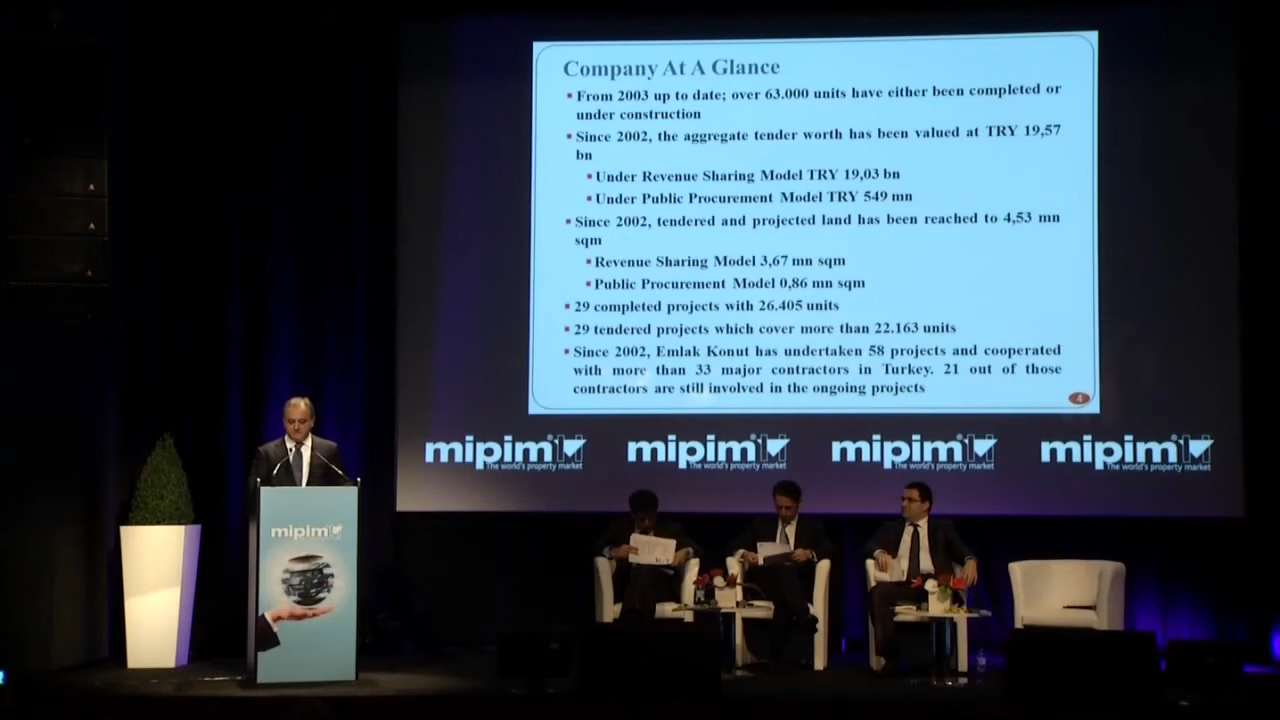 Company At A Glance
▪ From 2003 up to date; over 63.000 units have either been completed or
under construction
▪ Since 2002, the aggregate tender worth has been valued at TRY 19,57
bn
▪ Under Revenue Sharing Model TRY 19,03 bn
▪ Under Public Procurement Model TRY 549 mn
▪ Since 2002, tendered and projected land has been reached to 4,53 mn
sqm
▪ Revenue Sharing Model 3,67 mn sqm
▪ Public Procurement Model 0,86 mn sqm
▪ 29 completed projects with 26.405 units
▪ 29 tendered projects which cover more than 22.163 units
▪ Since 2002, Emlak Konut has undertaken 58 projects and cooperated
with more than 33 major contractors in Turkey. 21 out of those
contractors are still involved in the ongoing projects
4
mipim
The world's property market
mipim
The world's property market
mipim
The world's property market
mipim
The world's property market
mipim